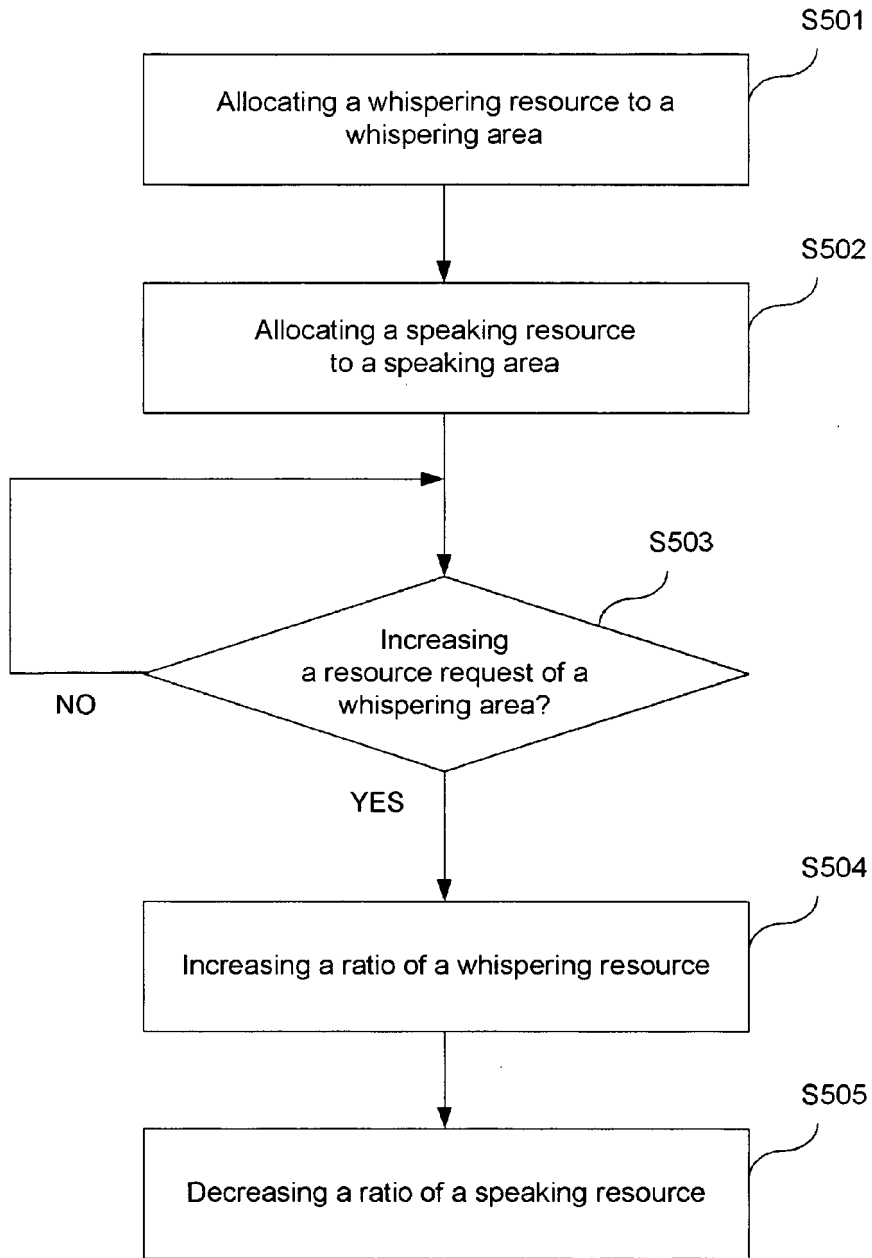 S501
Allocating a whispering resource to a
whispering area
S502
Allocating a speaking resource
to a speaking area
S503
Increasing
a resource request of a
whispering area?
NO
YES
S504
Increasing a ratio of a whispering resource
S505
Decreasing a ratio of a speaking resource